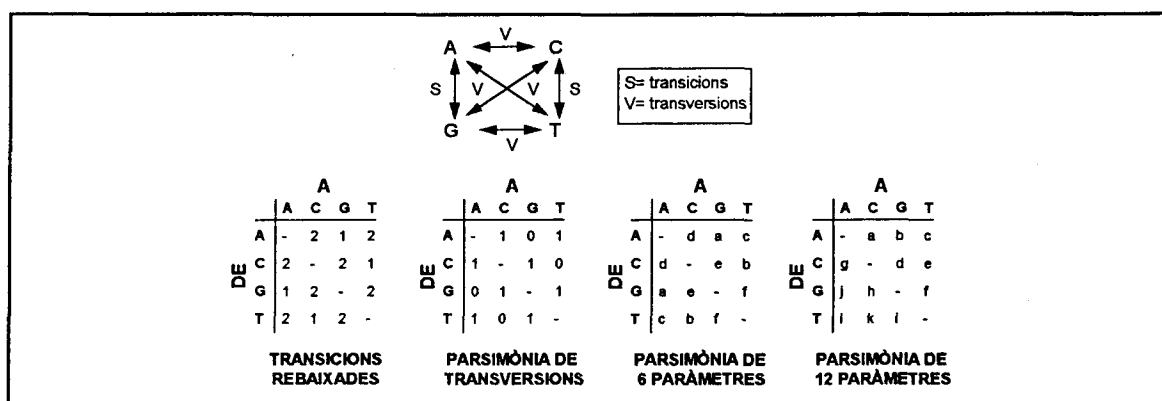 A V C
S V V S
G V T
S= transicions
V= transversions
A A A A
A C G T A C G T A C G T A C G T
DE DE DE DE
A - 2 1 2 A - 1 0 1 A - d a c A - a b c
C 2 - 2 1 C 1 - 1 0 C d - e b C g - d e
G 1 2 - 2 G 0 1 - 1 G a e - f G j h - f
T 2 1 2 - T 1 0 1 - T c b f - T i k l -
TRANSICIONS PARSIMÒNIA DE PARSIMÒNIA DE PARSIMÒNIA DE
REBAIXADES TRANSVERSIONS 6 PARÀMETRES 12 PARÀMETRES